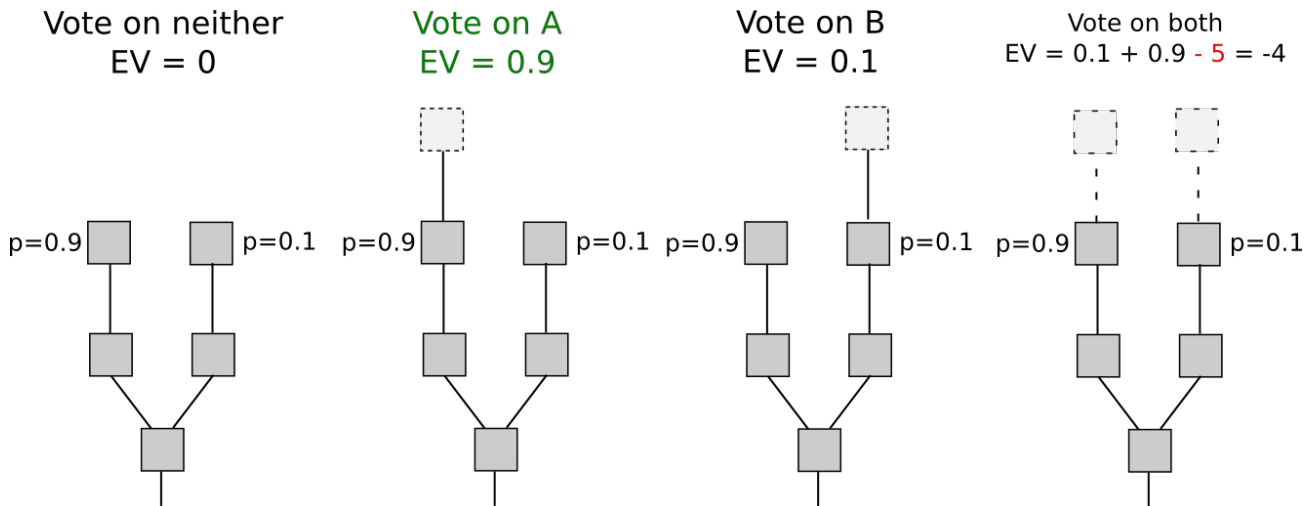 Vote on neither
EV = 0
Vote on A
EV = 0.9
Vote on B
EV = 0.1
Vote on both
EV = 0.1 + 0.9 - 5 = -4
p=0.9
p=0.1
p=0.9
p=0.1
p=0.9
p=0.1
p=0.9
p=0.1